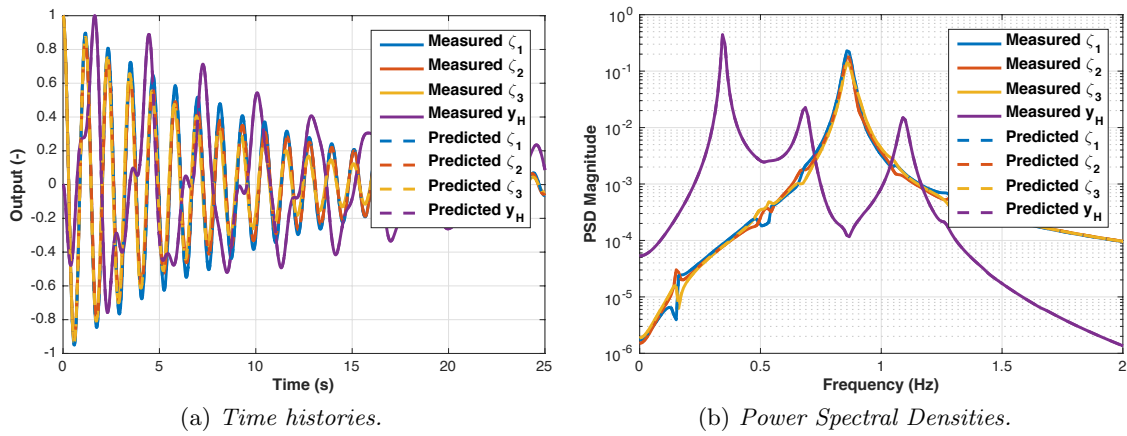 1
0.8
0.6
0.4
0.2
0
-0.2
-0.4
-0.6
-0.8
-1
Output (-)
0 5 10 15 20 25
Time (s)
Measured ζ1
Measured ζ2
Measured ζ3
Measured yH
Predicted ζ1
Predicted ζ2
Predicted ζ3
Predicted yH
(a) Time histories.
10^0
10^-1
10^-2
10^-3
10^-4
10^-5
10^-6
PSD Magnitude
0 0.5 1 1.5 2
Frequency (Hz)
Measured ζ1
Measured ζ2
Measured ζ3
Measured yH
Predicted ζ1
Predicted ζ2
Predicted ζ3
Predicted yH
(b) Power Spectral Densities.